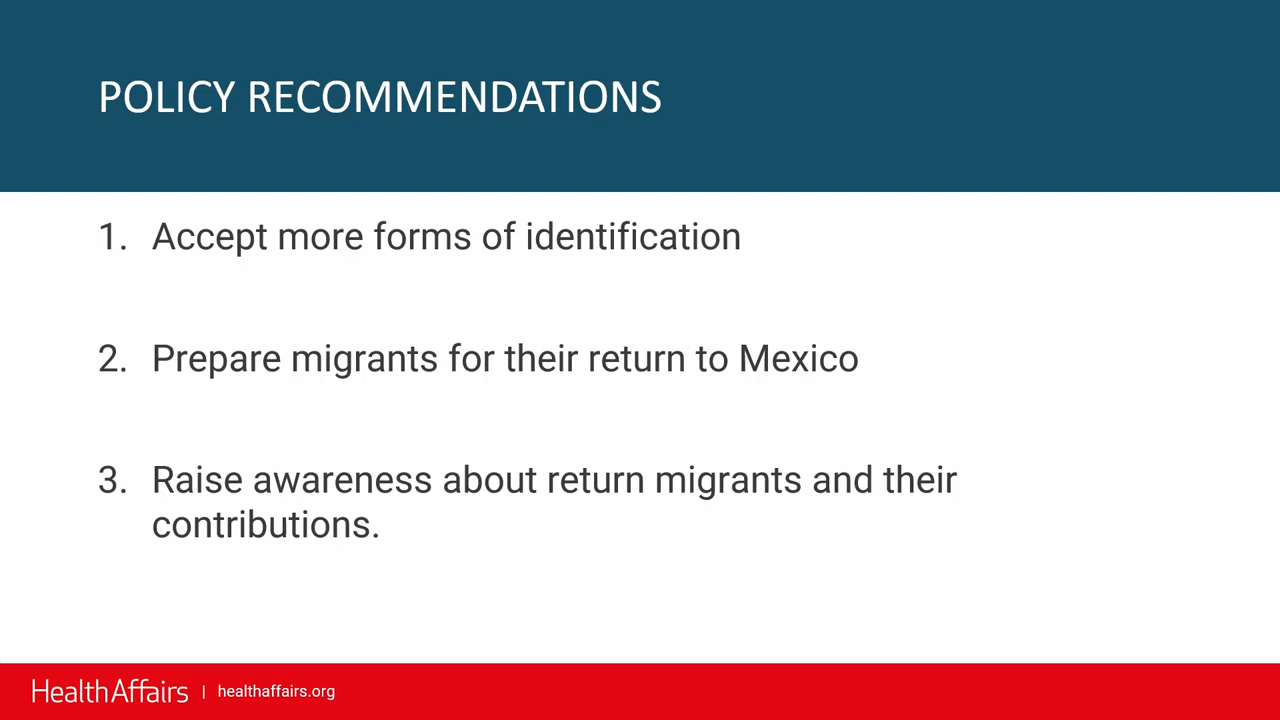 POLICY RECOMMENDATIONS
1. Accept more forms of identification
2. Prepare migrants for their return to Mexico
3. Raise awareness about return migrants and their
contributions.
HealthAffairs | healthaffairs.org